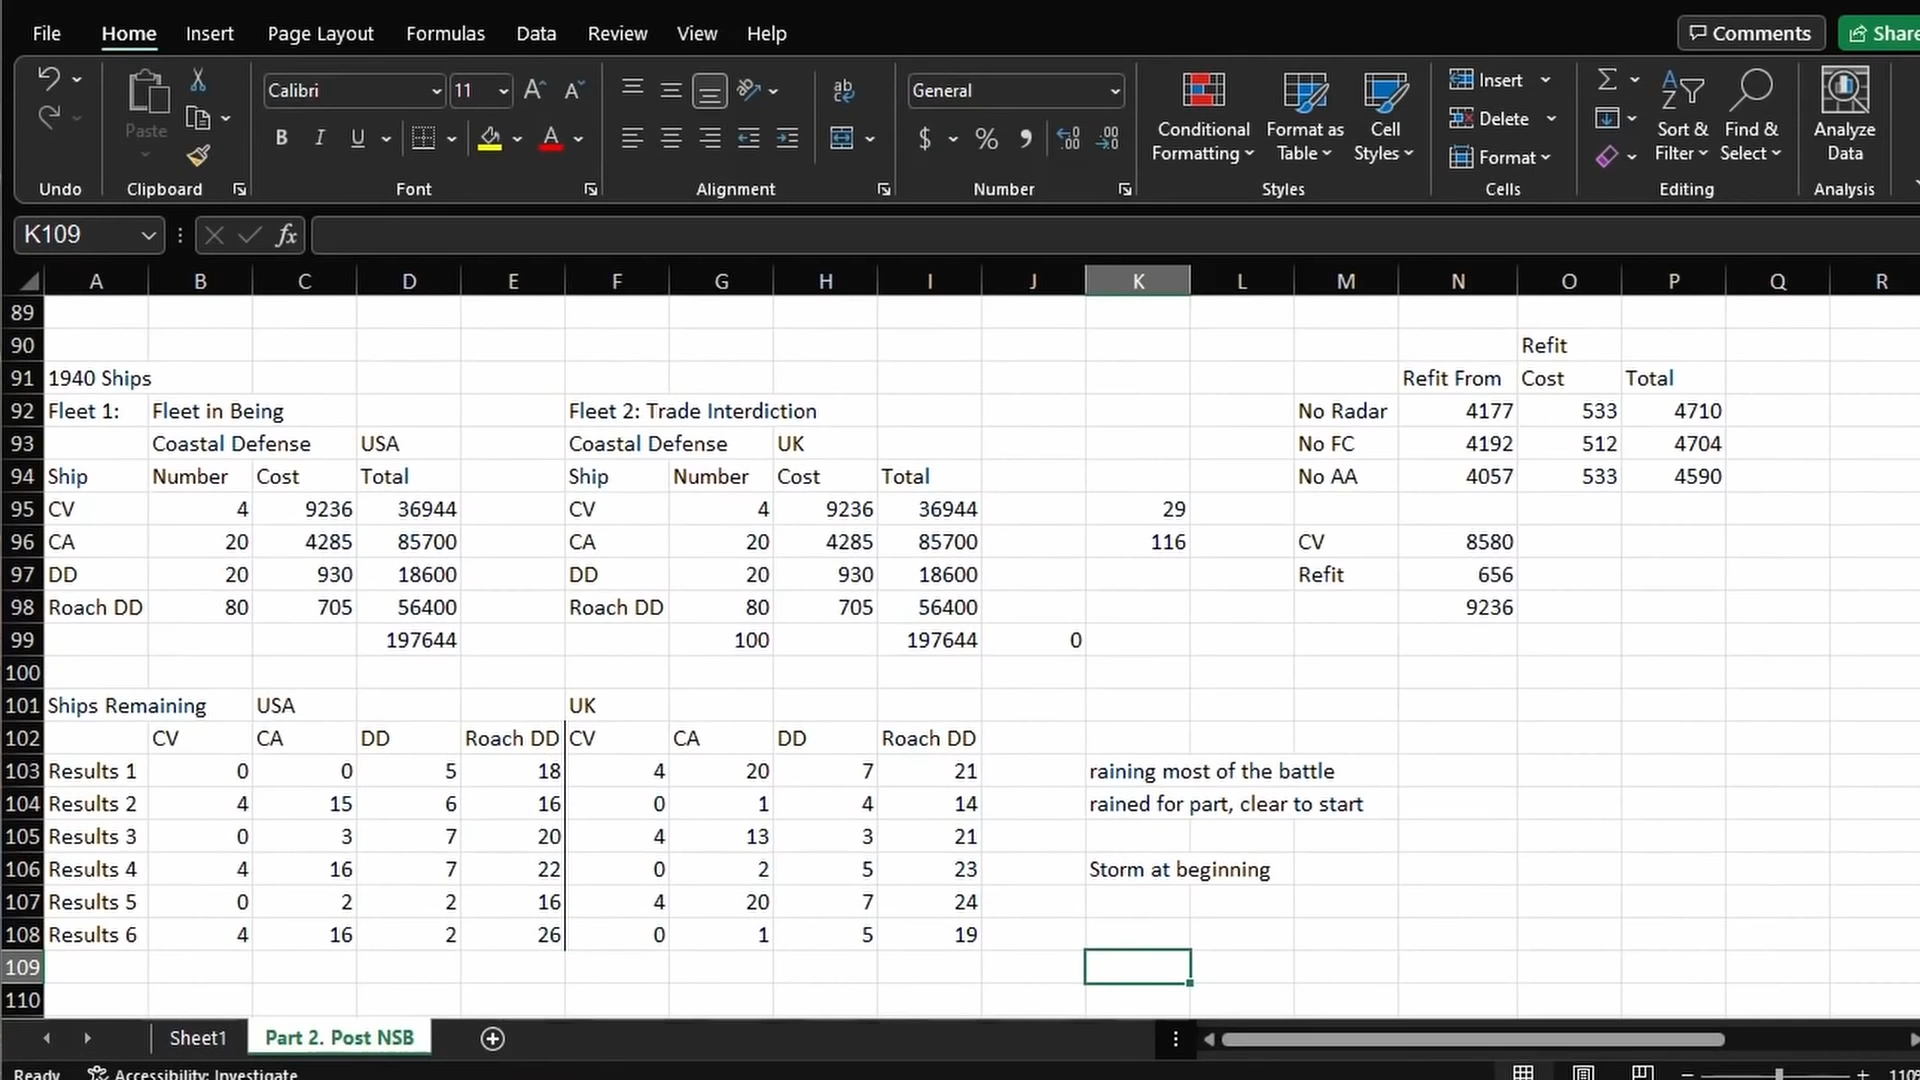 File Home Insert Page Layout Formulas Data Review View Help Comments Share
Calibri 11 A A ab General Insert Σ
Paste B I U A $ % Conditional Format as Cell Delete Sort & Find & Analyze
Formatting Table Styles Format Filter Select Data
Undo Clipboard Font Alignment Number Styles Cells Editing Analysis
K109 fx
A B C D E F G H I J K L M N O P Q R
89
90 Refit
91 1940 Ships Refit From Cost Total
92 Fleet 1: Fleet in Being Fleet 2: Trade Interdiction No Radar 4177 533 4710
93 Coastal Defense USA Coastal Defense UK No FC 4192 512 4704
94 Ship Number Cost Total Ship Number Cost Total No AA 4057 533 4590
95 CV 4 9236 36944 CV 4 9236 36944 29
96 CA 20 4285 85700 CA 20 4285 85700 116 CV 8580
97 DD 20 930 18600 DD 20 930 18600 Refit 656
98 Roach DD 80 705 56400 Roach DD 80 705 56400 9236
99 197644 100 197644 0
100
101 Ships Remaining USA UK
102 CV CA DD Roach DD CV CA DD Roach DD
103 Results 1 0 0 5 18 4 20 7 21 raining most of the battle
104 Results 2 4 15 6 16 0 1 4 14 rained for part, clear to start
105 Results 3 0 3 7 20 4 13 3 21
106 Results 4 4 16 7 22 0 2 5 23 Storm at beginning
107 Results 5 0 2 2 16 4 20 7 24
108 Results 6 4 16 2 26 0 1 5 19
109
110
Sheet1 Part 2. Post NSB
Ready Accessibility: Investigate 110%